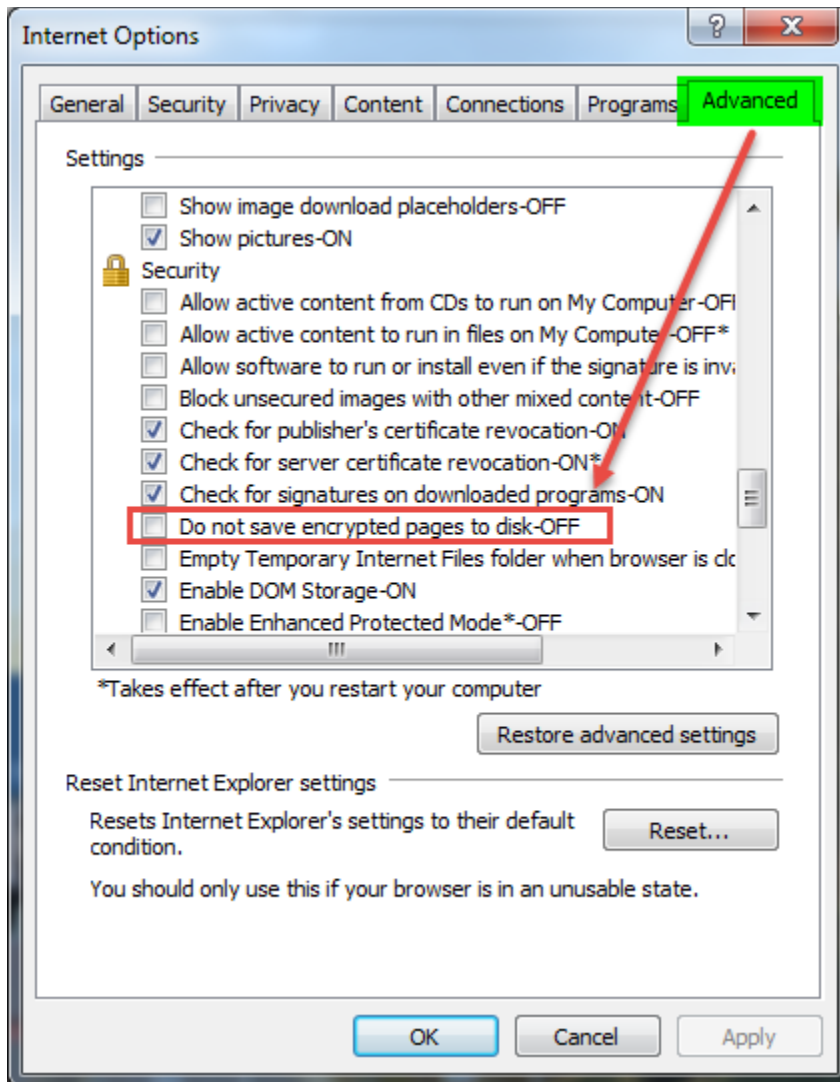 Internet Options
General Security Privacy Content Connections Programs Advanced
Settings
Show image download placeholders-OFF
Show pictures-ON
Security
Allow active content from CDs to run on My Computer-OFF
Allow active content to run in files on My Computer-OFF*
Allow software to run or install even if the signature is
Block unsecured images with other mixed content-OFF
Check for publisher's certificate revocation-ON
Check for server certificate revocation-ON*
Check for signatures on downloaded programs-ON
Do not save encrypted pages to disk-OFF
Empty Temporary Internet Files folder when browser is
Enable DOM Storage-ON
Enable Enhanced Protected Mode*-OFF
*Takes effect after you restart your computer
Restore advanced settings
Reset Internet Explorer settings
Resets Internet Explorer's settings to their default
condition.
Reset...
You should only use this if your browser is in an unusable state.
OK Cancel Apply